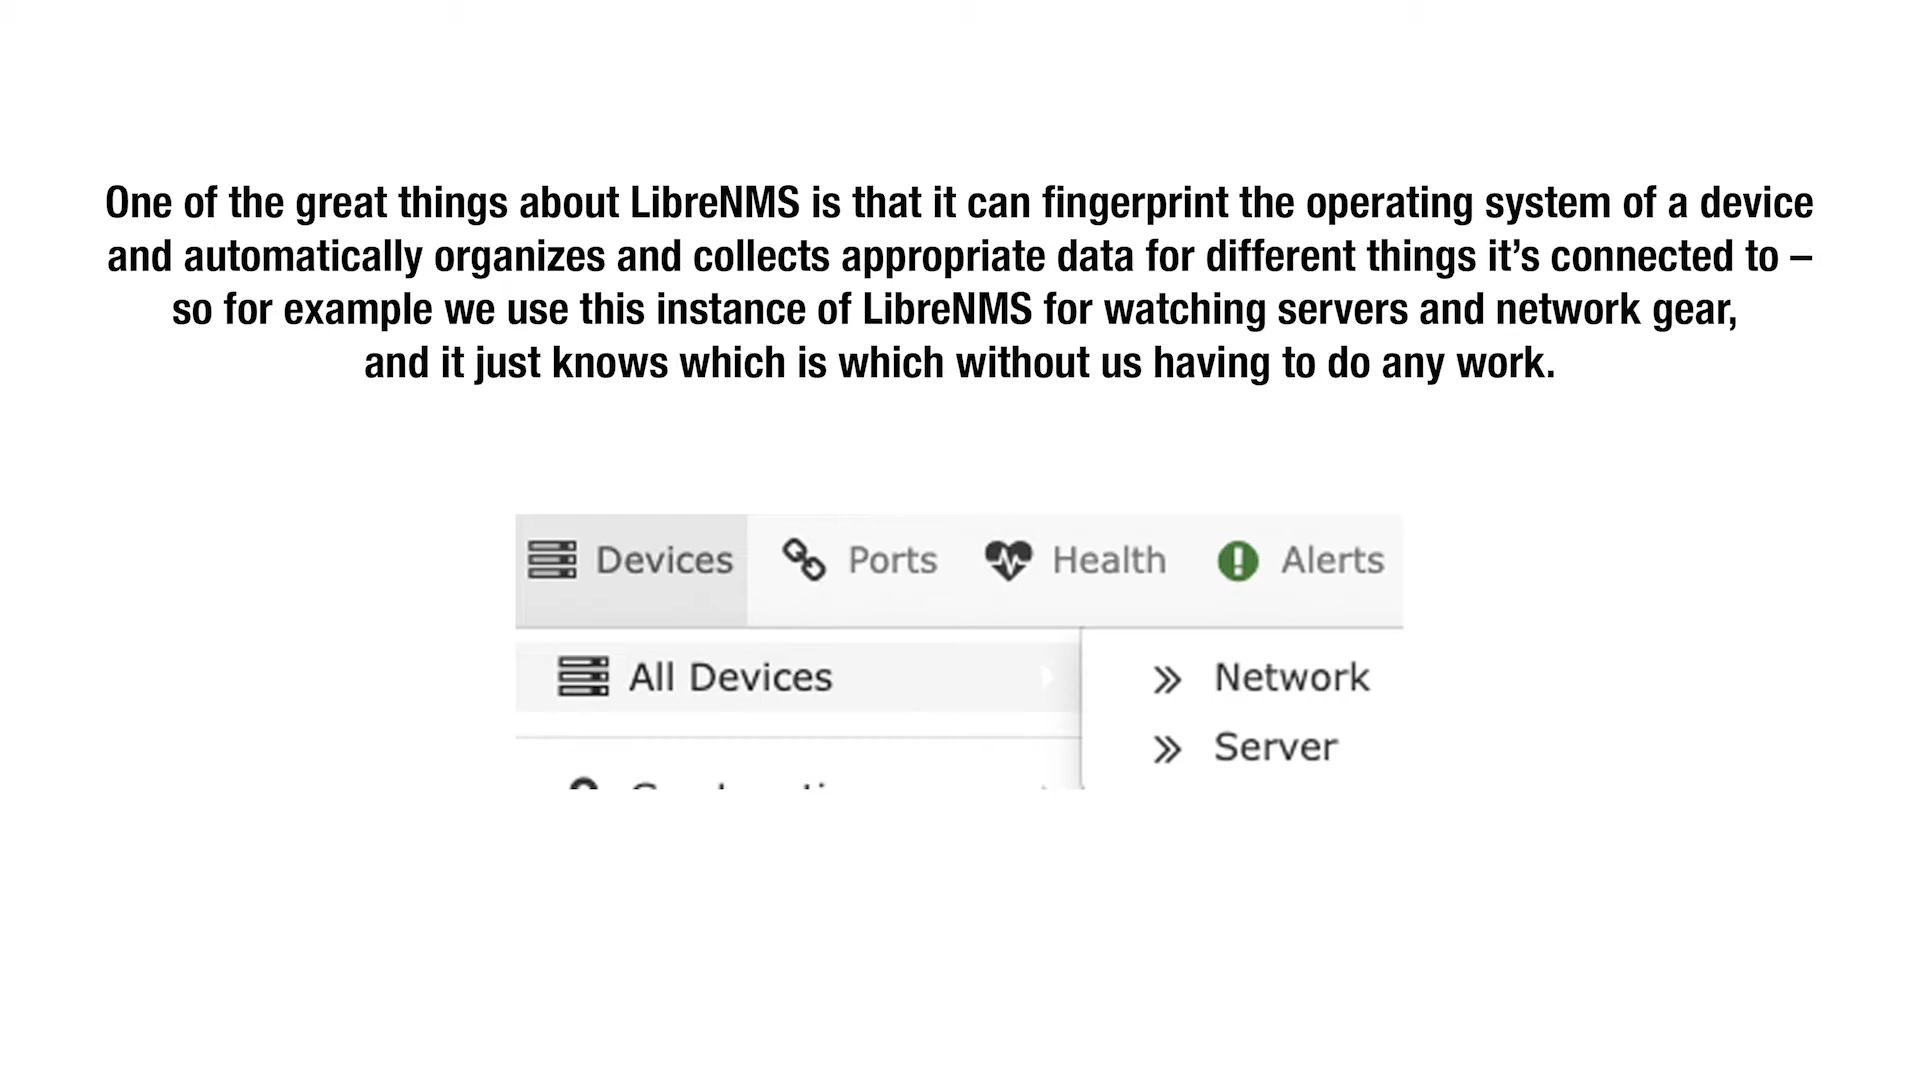 One of the great things about LibreNMS is that it can fingerprint the operating system of a device
and automatically organizes and collects appropriate data for different things it’s connected to –
so for example we use this instance of LibreNMS for watching servers and network gear,
and it just knows which is which without us having to do any work.
Devices Ports Health Alerts
All Devices
Network
Server